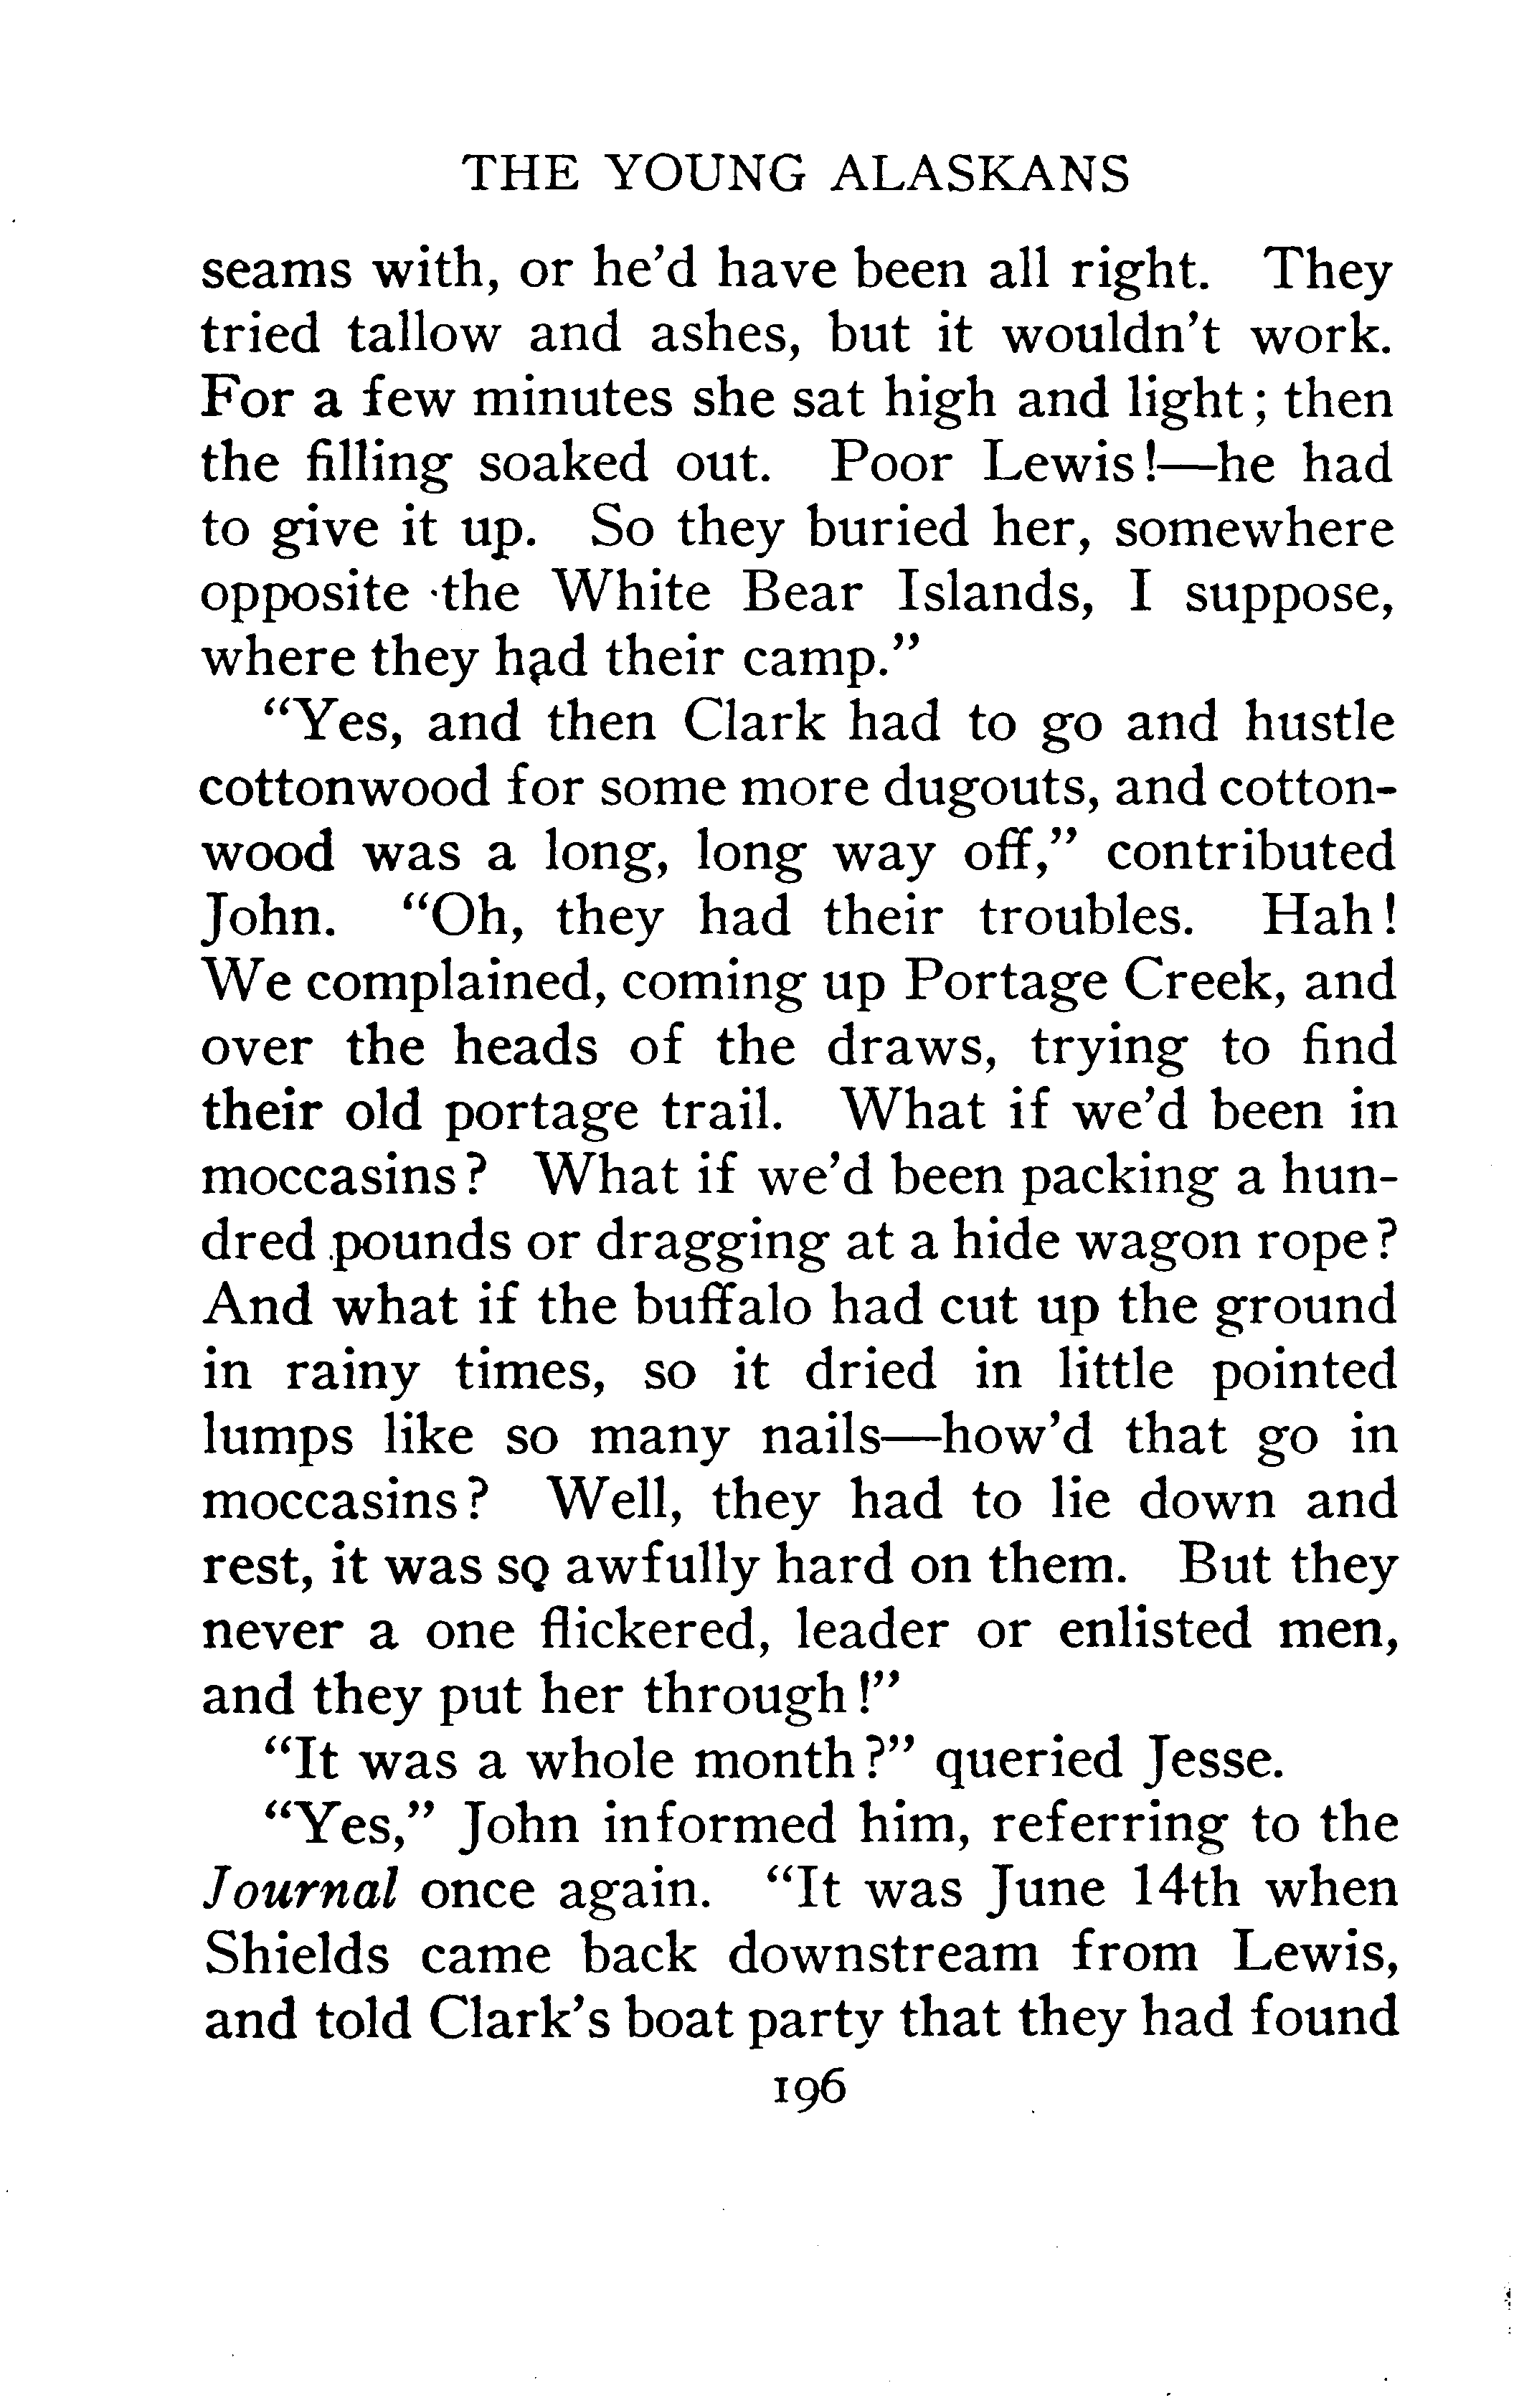 THE YOUNG ALASKANS
seams with, or he’d have been all right. They
tried tallow and ashes, but it wouldn’t work.
For a few minutes she sat high and light; then
the filling soaked out. Poor Lewis!—he had
to give it up. So they buried her, somewhere
opposite the White Bear Islands, I suppose,
where they had their camp.”
“Yes, and then Clark had to go and hustle
cottonwood for some more dugouts, and cotton-
wood was a long, long way off,” contributed
John. “Oh, they had their troubles. Hah!
We complained, coming up Portage Creek, and
over the heads of the draws, trying to find
their old portage trail. What if we’d been in
moccasins? What if we’d been packing a hun-
dred pounds or dragging at a hide wagon rope?
And what if the buffalo had cut up the ground
in rainy times, so it dried in little pointed
lumps like so many nails—how’d that go in
moccasins? Well, they had to lie down and
rest, it was so awfully hard on them. But they
never a one flickered, leader or enlisted men,
and they put her through!”
“It was a whole month?” queried Jesse.
“Yes,” John informed him, referring to the
Journal once again. “It was June 14th when
Shields came back downstream from Lewis,
and told Clark’s boat party that they had found
196